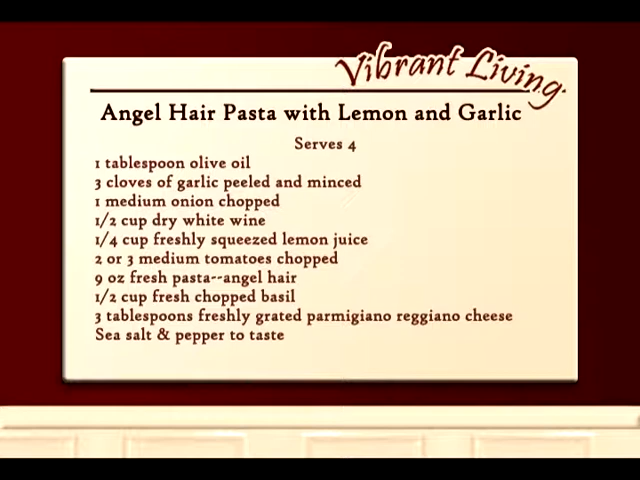 Vibrant Living
Angel Hair Pasta with Lemon and Garlic
Serves 4
1 tablespoon olive oil
3 cloves of garlic peeled and minced
1 medium onion chopped
1/2 cup dry white wine
1/4 cup freshly squeezed lemon juice
2 or 3 medium tomatoes chopped
9 oz fresh pasta--angel hair
1/2 cup fresh chopped basil
3 tablespoons freshly grated parmigiano reggiano cheese
Sea salt & pepper to taste